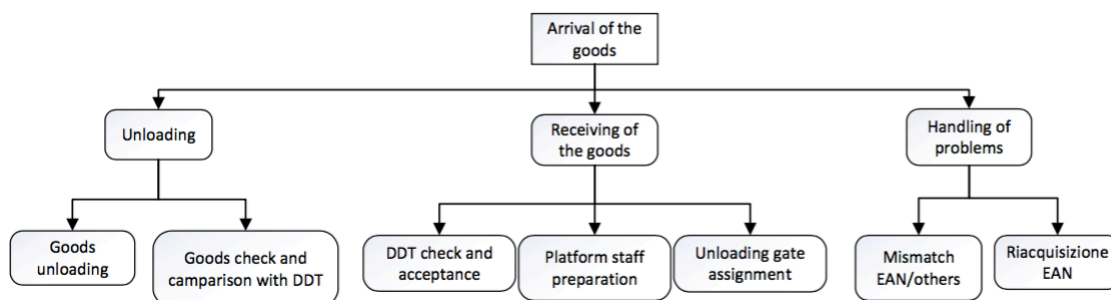 Arrival of the
goods
Unloading
Receiving of
the goods
Handling of
problems
Goods
unloading
Goods check and
camparison with DDT
DDT check and
acceptance
Platform staff
preparation
Unloading gate
assignment
Mismatch
EAN/others
Riacquisizione
EAN